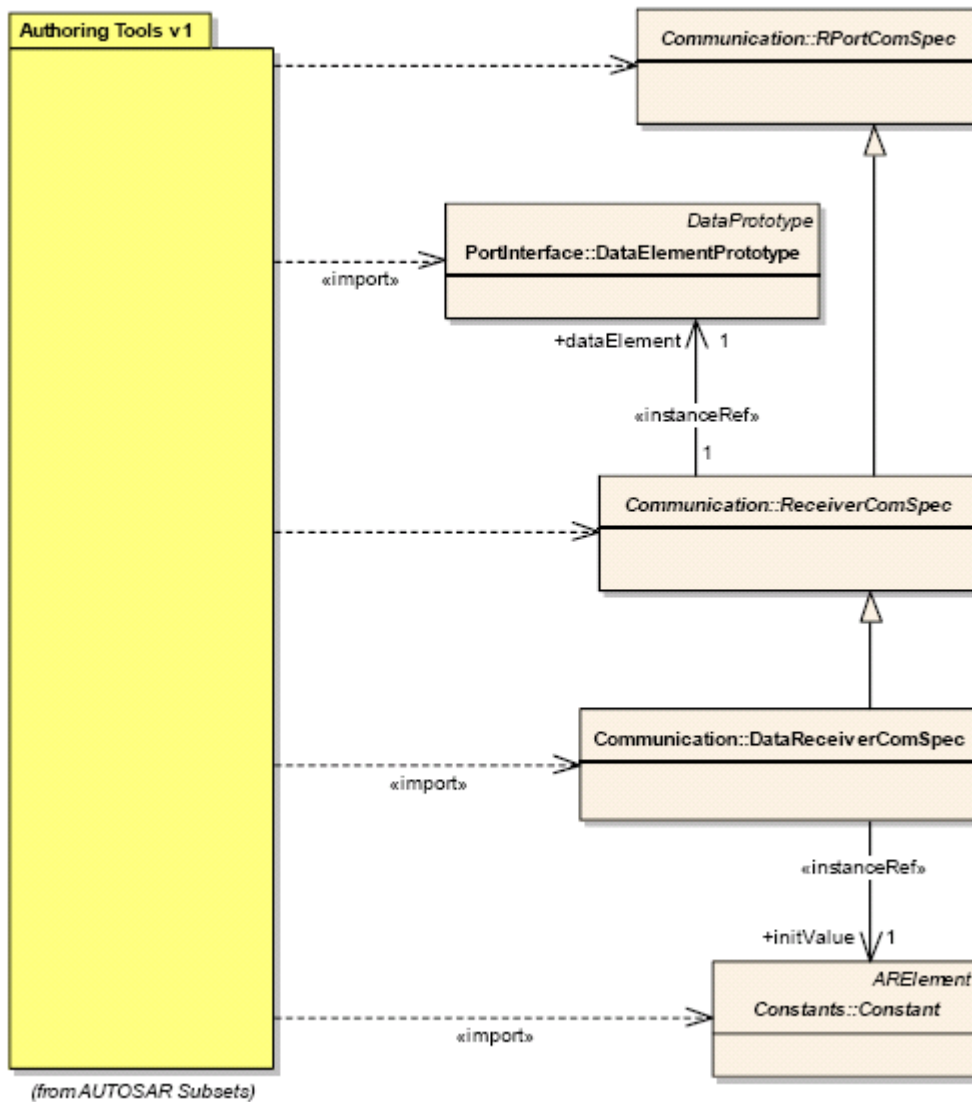 Authoring Tools v1
Communication::RPortComSpec
DataPrototype
PortInterface::DataElementPrototype
«import»
+dataElement 1
«instanceRef»
1
Communication::ReceiverComSpec
Communication::DataReceiverComSpec
«import»
«instanceRef»
+initValue 1
ARElement
Constants::Constant
«import»
(from AUTOSAR Subsets)